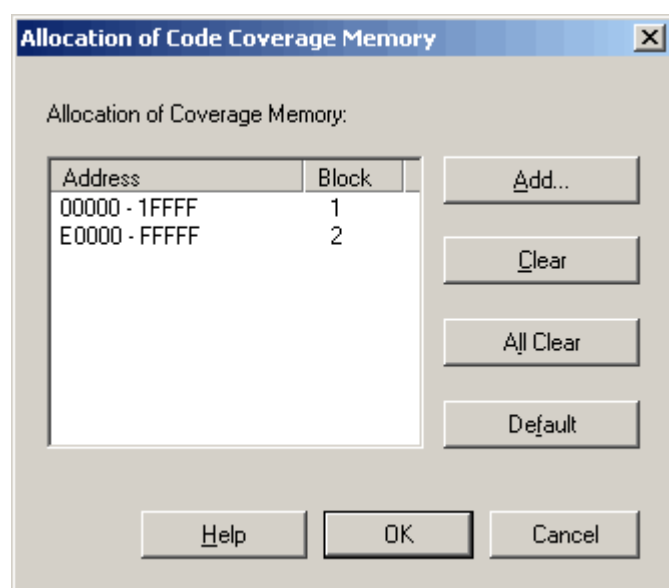 Allocation of Code Coverage Memory
Allocation of Coverage Memory:
Address Block
00000 - 1FFFF 1
E0000 - FFFFF 2
Add...
Clear
All Clear
Default
Help OK Cancel